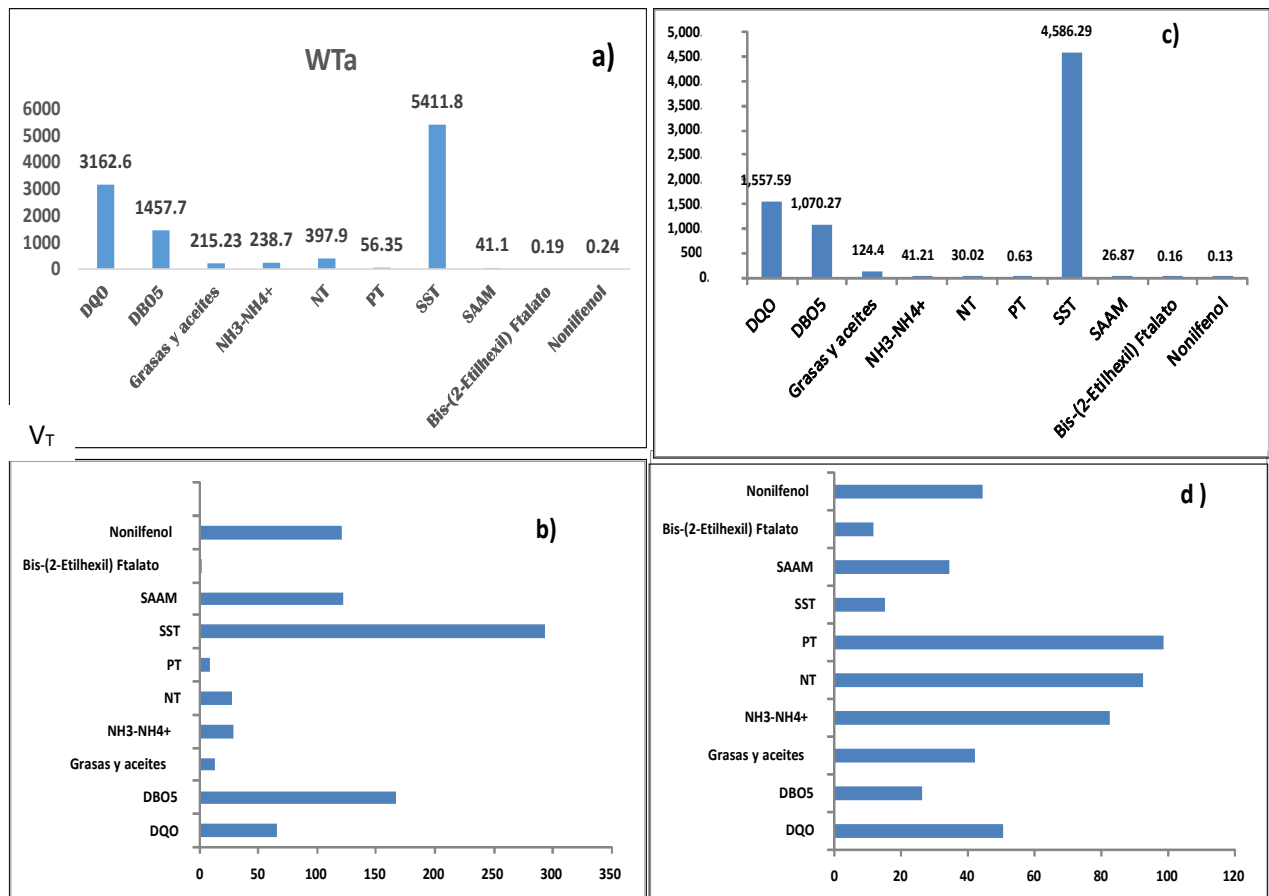 WTa
a)
6000
5000
4000
3000
2000
1000
0
3162.6
1457.7
215.23
238.7
397.9
56.35
5411.8
41.1
0.19
0.24
DQO
DBO5
Grasas y aceites
NH3-NH4+
NT
PT
SST
SAAM
Bis-(2-Etilhexil) Ftalato
Nonilfenol
VT
c)
5,000.
4,500.
4,000.
3,500.
3,000.
2,500.
2,000.
1,500.
1,000.
500
0.
1,557.59
1,070.27
124.4
41.21
30.02
0.63
4,586.29
26.87
0.16
0.13
DQO
DBO5
Grasas y aceites
NH3-NH4+
NT
PT
SST
SAAM
Bis-(2-Etilhexil) Ftalato
Nonilfenol
b)
Nonilfenol
Bis-(2-Etilhexil) Ftalato
SAAM
SST
PT
NT
NH3-NH4+
Grasas y aceites
DBO5
DQO
0 50 100 150 200 250 300 350
d )
Nonilfenol
Bis-(2-Etilhexil) Ftalato
SAAM
SST
PT
NT
NH3-NH4+
Grasas y aceites
DBO5
DQO
0 20 40 60 80 100 120